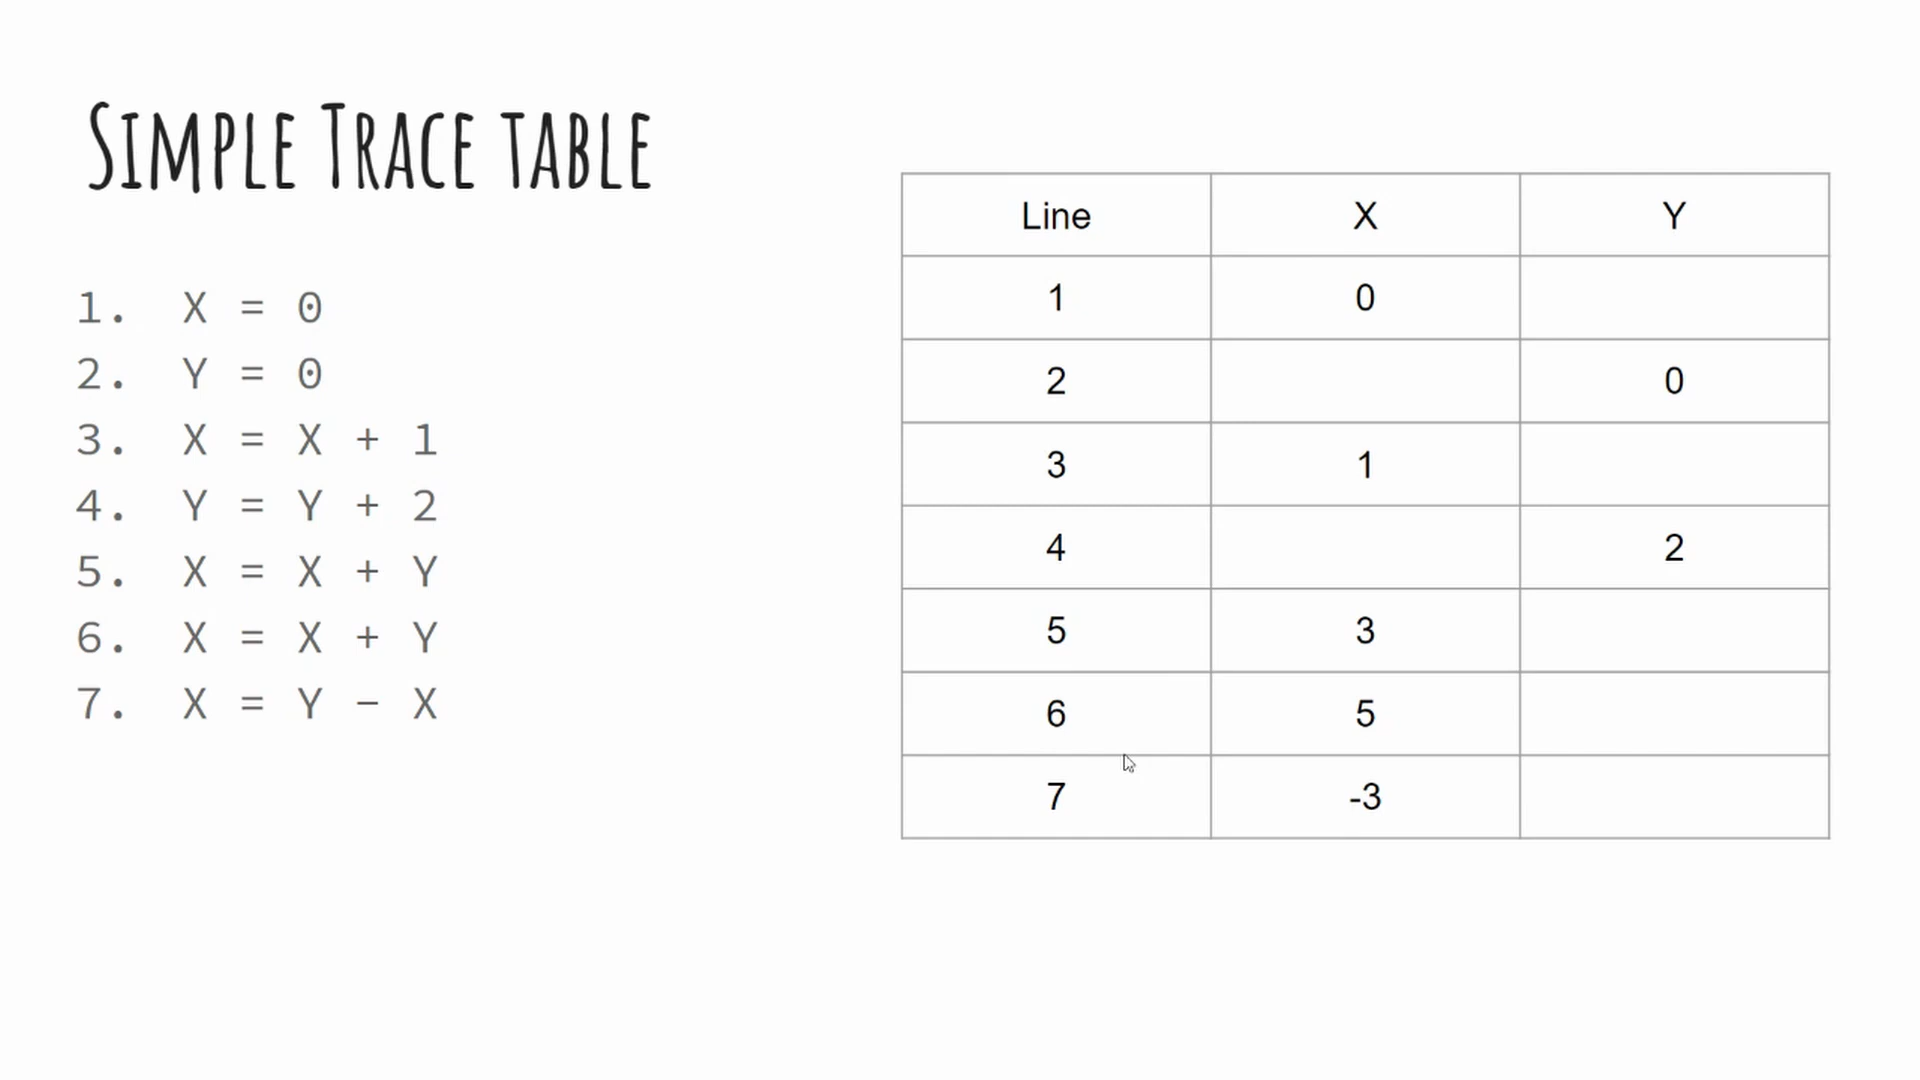 Simple Trace table
1. X = 0
2. Y = 0
3. X = X + 1
4. Y = Y + 2
5. X = X + Y
6. X = X + Y
7. X = Y - X
Line X Y
1 0
2 0
3 1
4 2
5 3
6 5
7 -3